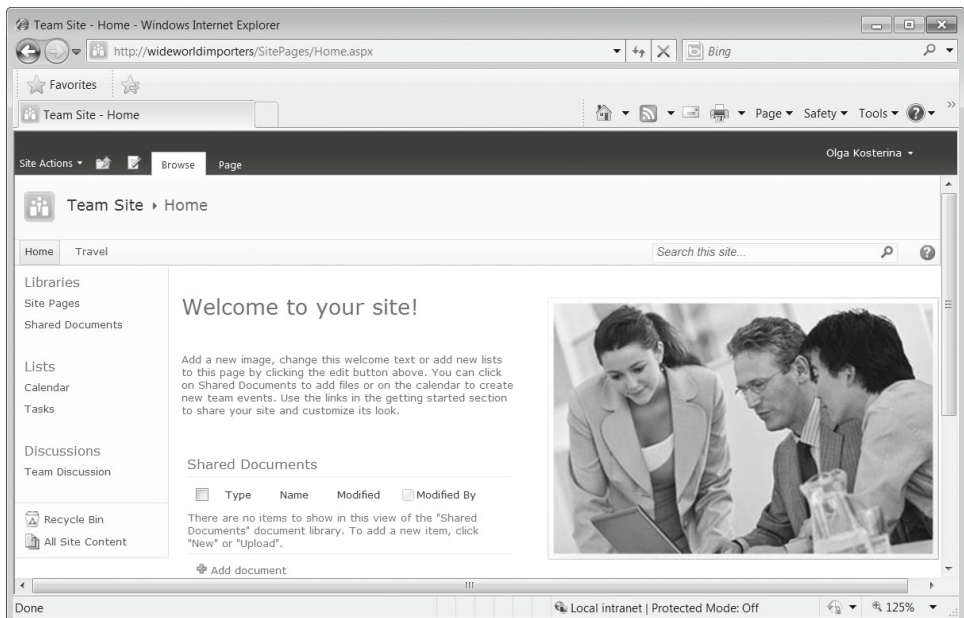 Team Site - Home - Windows Internet Explorer
http://wideworldimporters/SitePages/Home.aspx
Bing
Favorites
Team Site - Home
Page
Safety
Tools
Site Actions
Browse
Page
Olga Kosterina
Team Site
Home
Home
Travel
Search this site...
Libraries
Site Pages
Shared Documents
Lists
Calendar
Tasks
Discussions
Team Discussion
Recycle Bin
All Site Content
Welcome to your site!
Add a new image, change this welcome text or add new lists
to this page by clicking the edit button above. You can click
on Shared Documents to add files or on the calendar to create
new team events. Use the links in the getting started section
to share your site and customize its look.
Shared Documents
Type Name Modified Modified By
There are no items to show in this view of the "Shared
Documents" document library. To add a new item, click
"New" or "Upload".
Add document
Done
Local intranet | Protected Mode: Off
125%